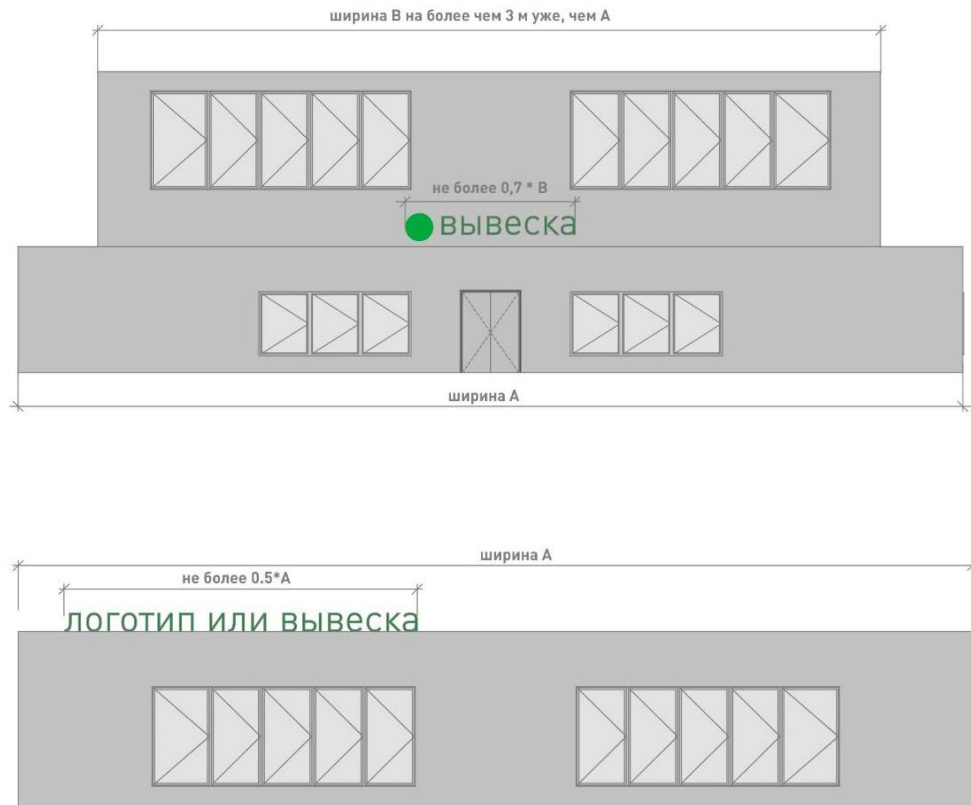 ширина В на более чем 3 м уже, чем А
не более 0,7 * В
вывеска
ширина А
ширина А
не более 0.5*А
логотип или вывеска